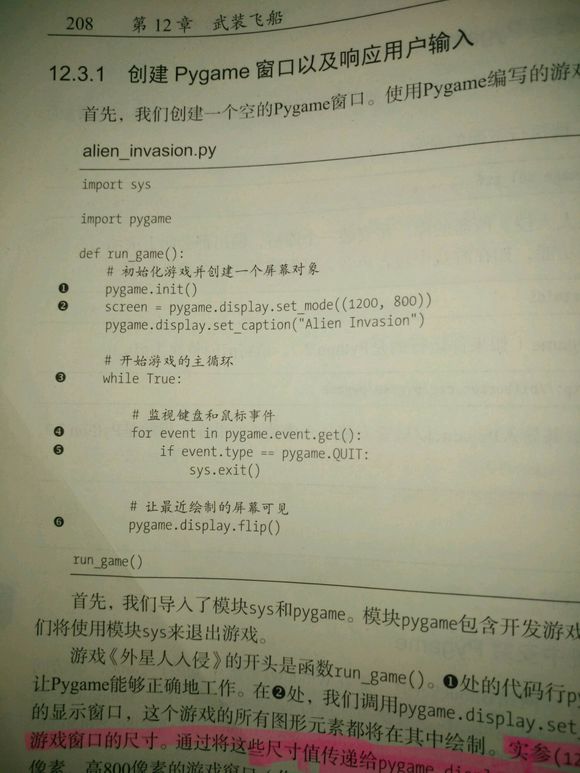 208 第12章 武装飞船
12.3.1 创建 Pygame 窗口以及响应用户输入
首先，我们创建一个空的Pygame窗口。使用Pygame编写的游
alien_invasion.py
import sys
import pygame
def run_game():
# 初始化游戏并创建一个屏幕对象
❶ pygame.init()
❷ screen = pygame.display.set_mode((1200, 800))
pygame.display.set_caption("Alien Invasion")
# 开始游戏的主循环
❸ while True:
# 监视键盘和鼠标事件
❹ for event in pygame.event.get():
❺ if event.type == pygame.QUIT:
sys.exit()
# 让最近绘制的屏幕可见
❻ pygame.display.flip()
run_game()
首先，我们导入了模块sys和pygame。模块pygame包含开发游戏
们将使用模块sys来退出游戏。
游戏《外星人入侵》的开头是函数run_game()。❶处的代码行py
让Pygame能够正确地工作。在❷处，我们调用pygame.display.set_
的显示窗口，这个游戏的所有图形元素都将在其中绘制。实参(12
游戏窗口的尺寸。通过将这些尺寸值传递给pygame.disp
像素、高800像素的游戏窗口